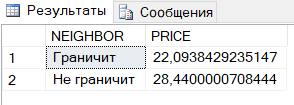 Результаты Сообщения
NEIGHBOR PRICE
1 Граничит 22,0938429235147
2 Не граничит 28,4400000708444